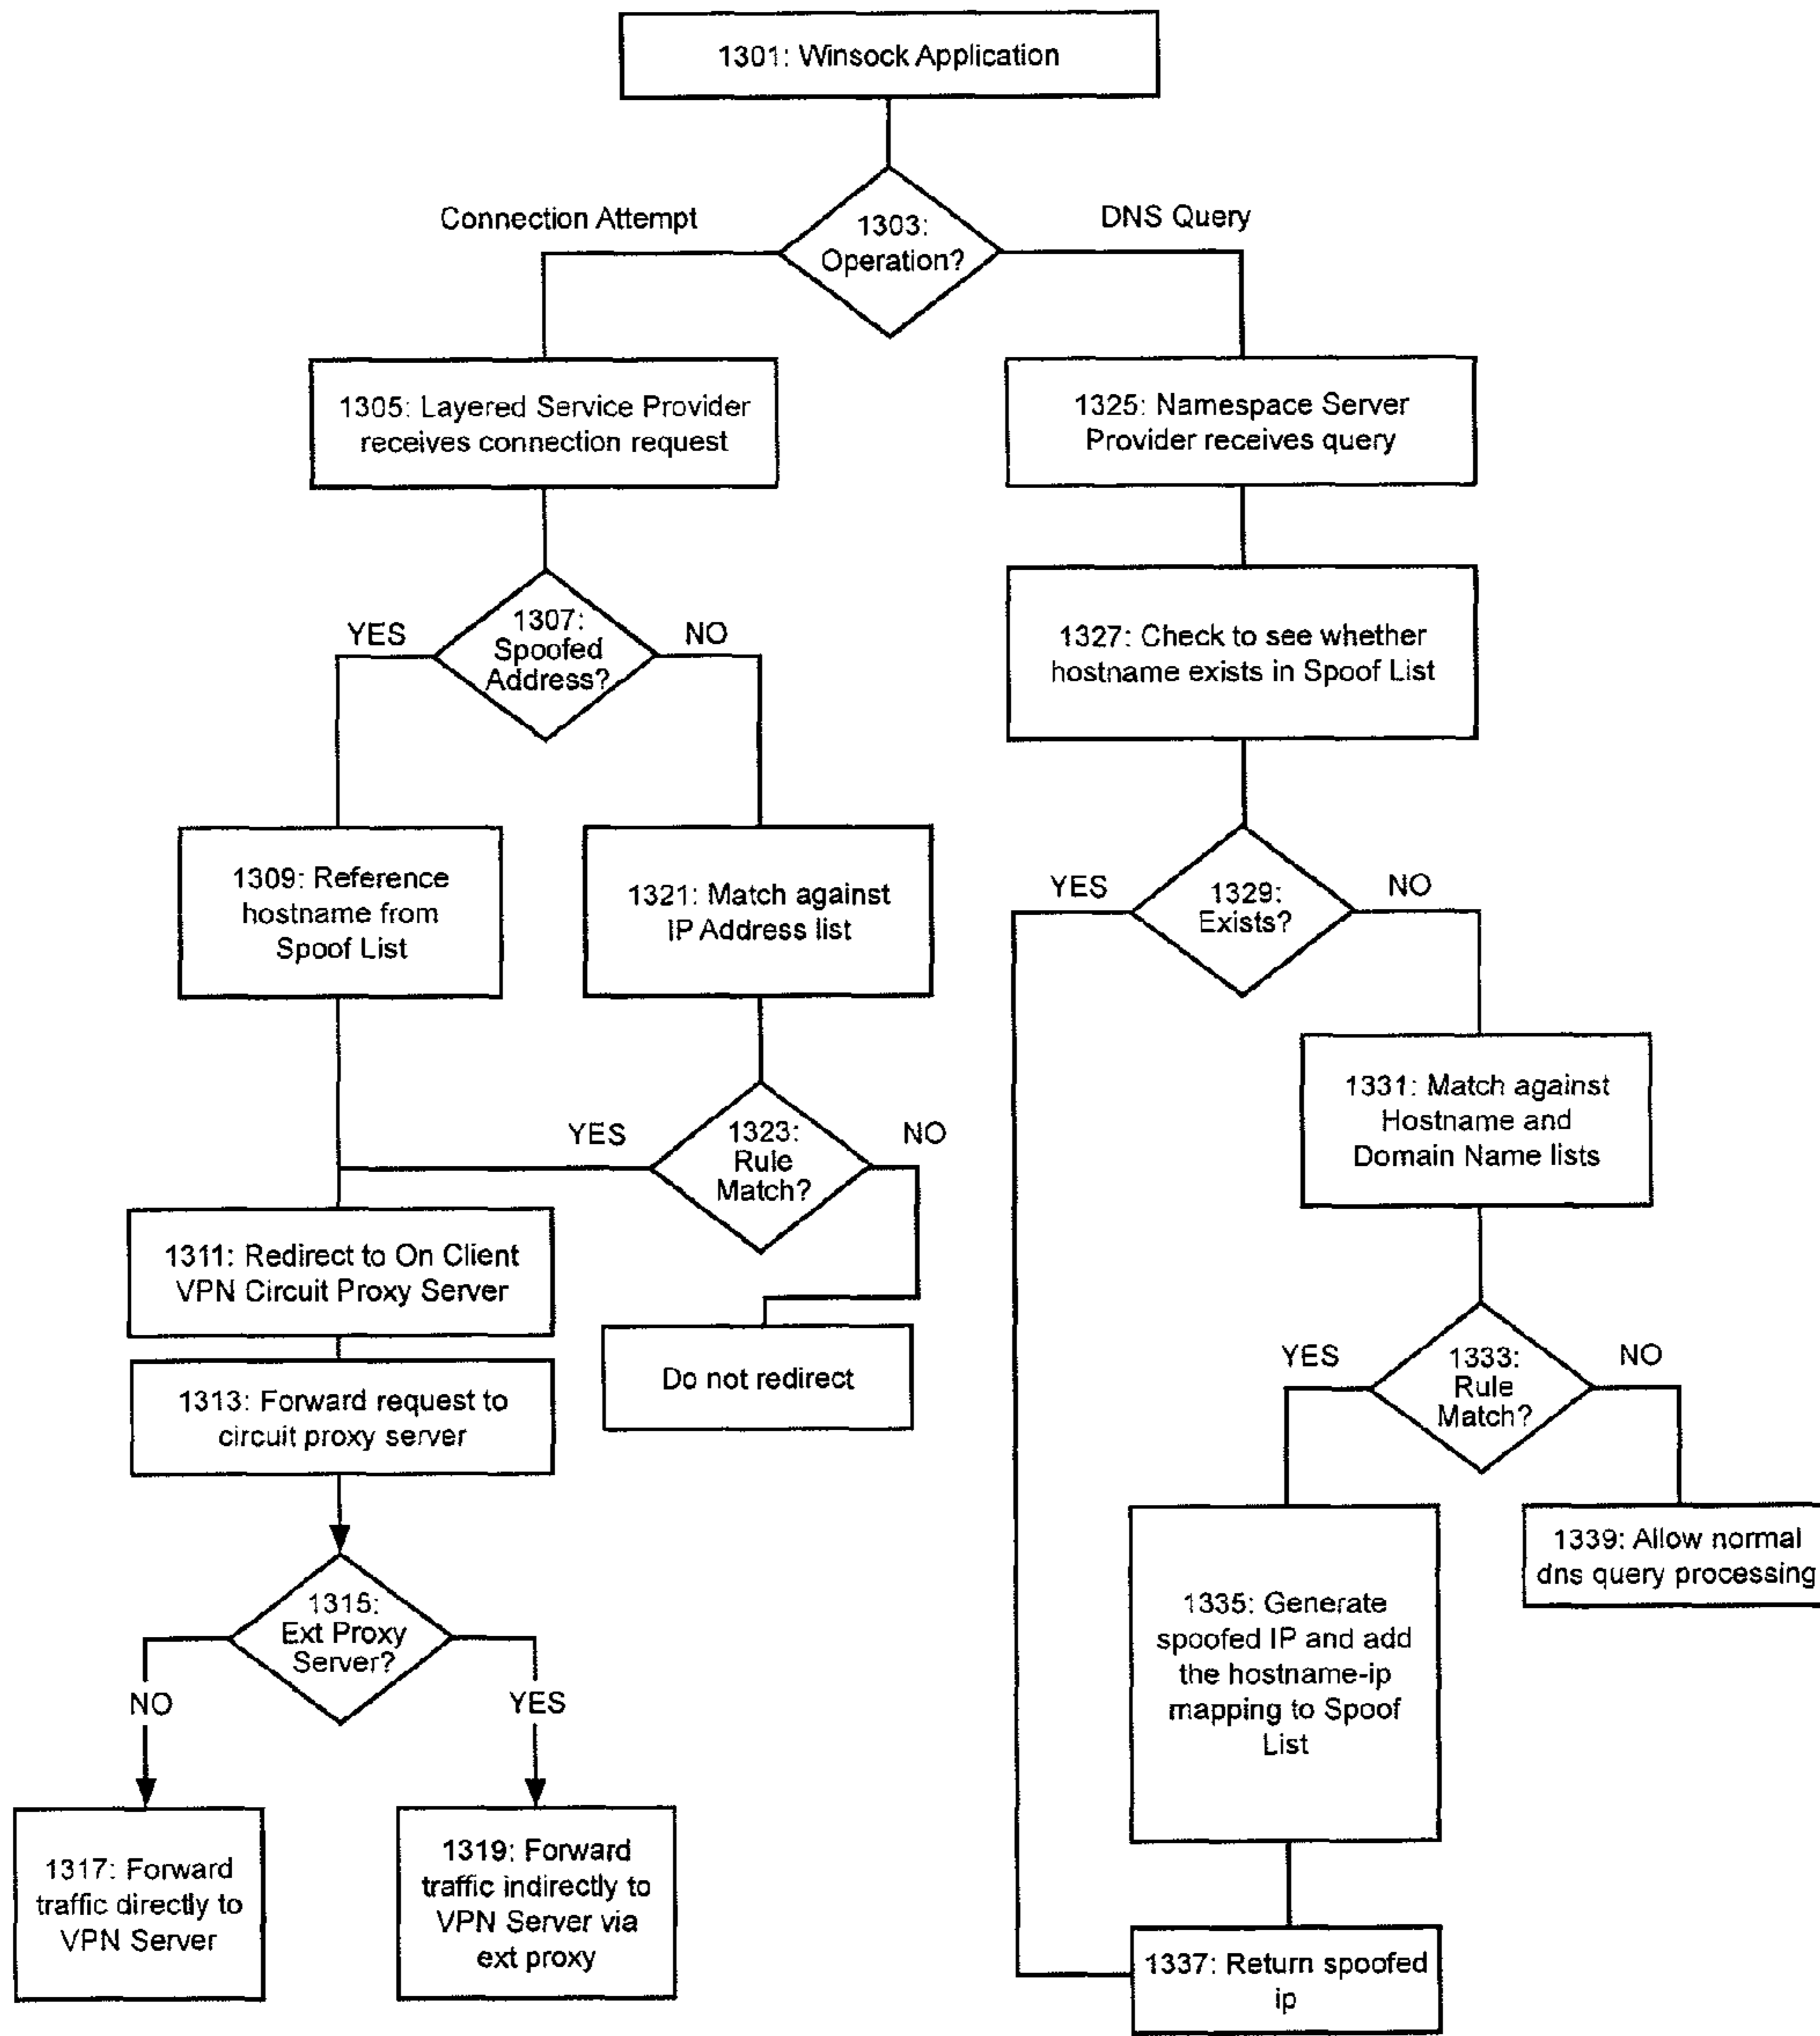 1301: Winsock Application
Connection Attempt
1303:
Operation?
DNS Query
1305: Layered Service Provider
receives connection request
1325: Namespace Server
Provider receives query
YES
1307:
Spoofed
Address?
NO
1327: Check to see whether
hostname exists in Spoof List
1309: Reference
hostname from
Spoof List
1321: Match against
IP Address list
YES
1329:
Exists?
NO
1331: Match against
Hostname and
Domain Name lists
YES
1323:
Rule
Match?
NO
1311: Redirect to On Client
VPN Circuit Proxy Server
Do not redirect
1313: Forward request to
circuit proxy server
YES
1333:
Rule
Match?
NO
1315:
Ext Proxy
Server?
NO
YES
1335: Generate
spoofed IP and add
the hostname-ip
mapping to Spoof
List
1339: Allow normal
dns query processing
1317: Forward
traffic directly to
VPN Server
1319: Forward
traffic indirectly to
VPN Server via
ext proxy
1337: Return spoofed
ip